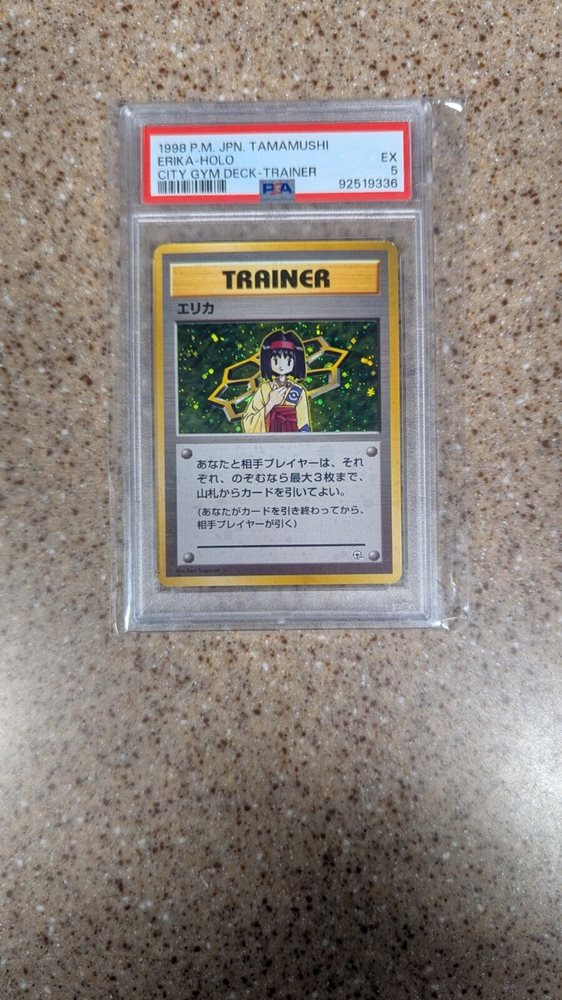 1998 P.M. JPN. TAMAMUSHI
ERIKA-HOLO EX
CITY GYM DECK-TRAINER 5
PSA 92519336
TRAINER
エリカ
あなたと相手プレイヤーは、それ
ぞれ、のぞむなら最大3枚まで、
山札からカードを引いてよい。
(あなたがカードを引き終わってから、
相手プレイヤーが引く)